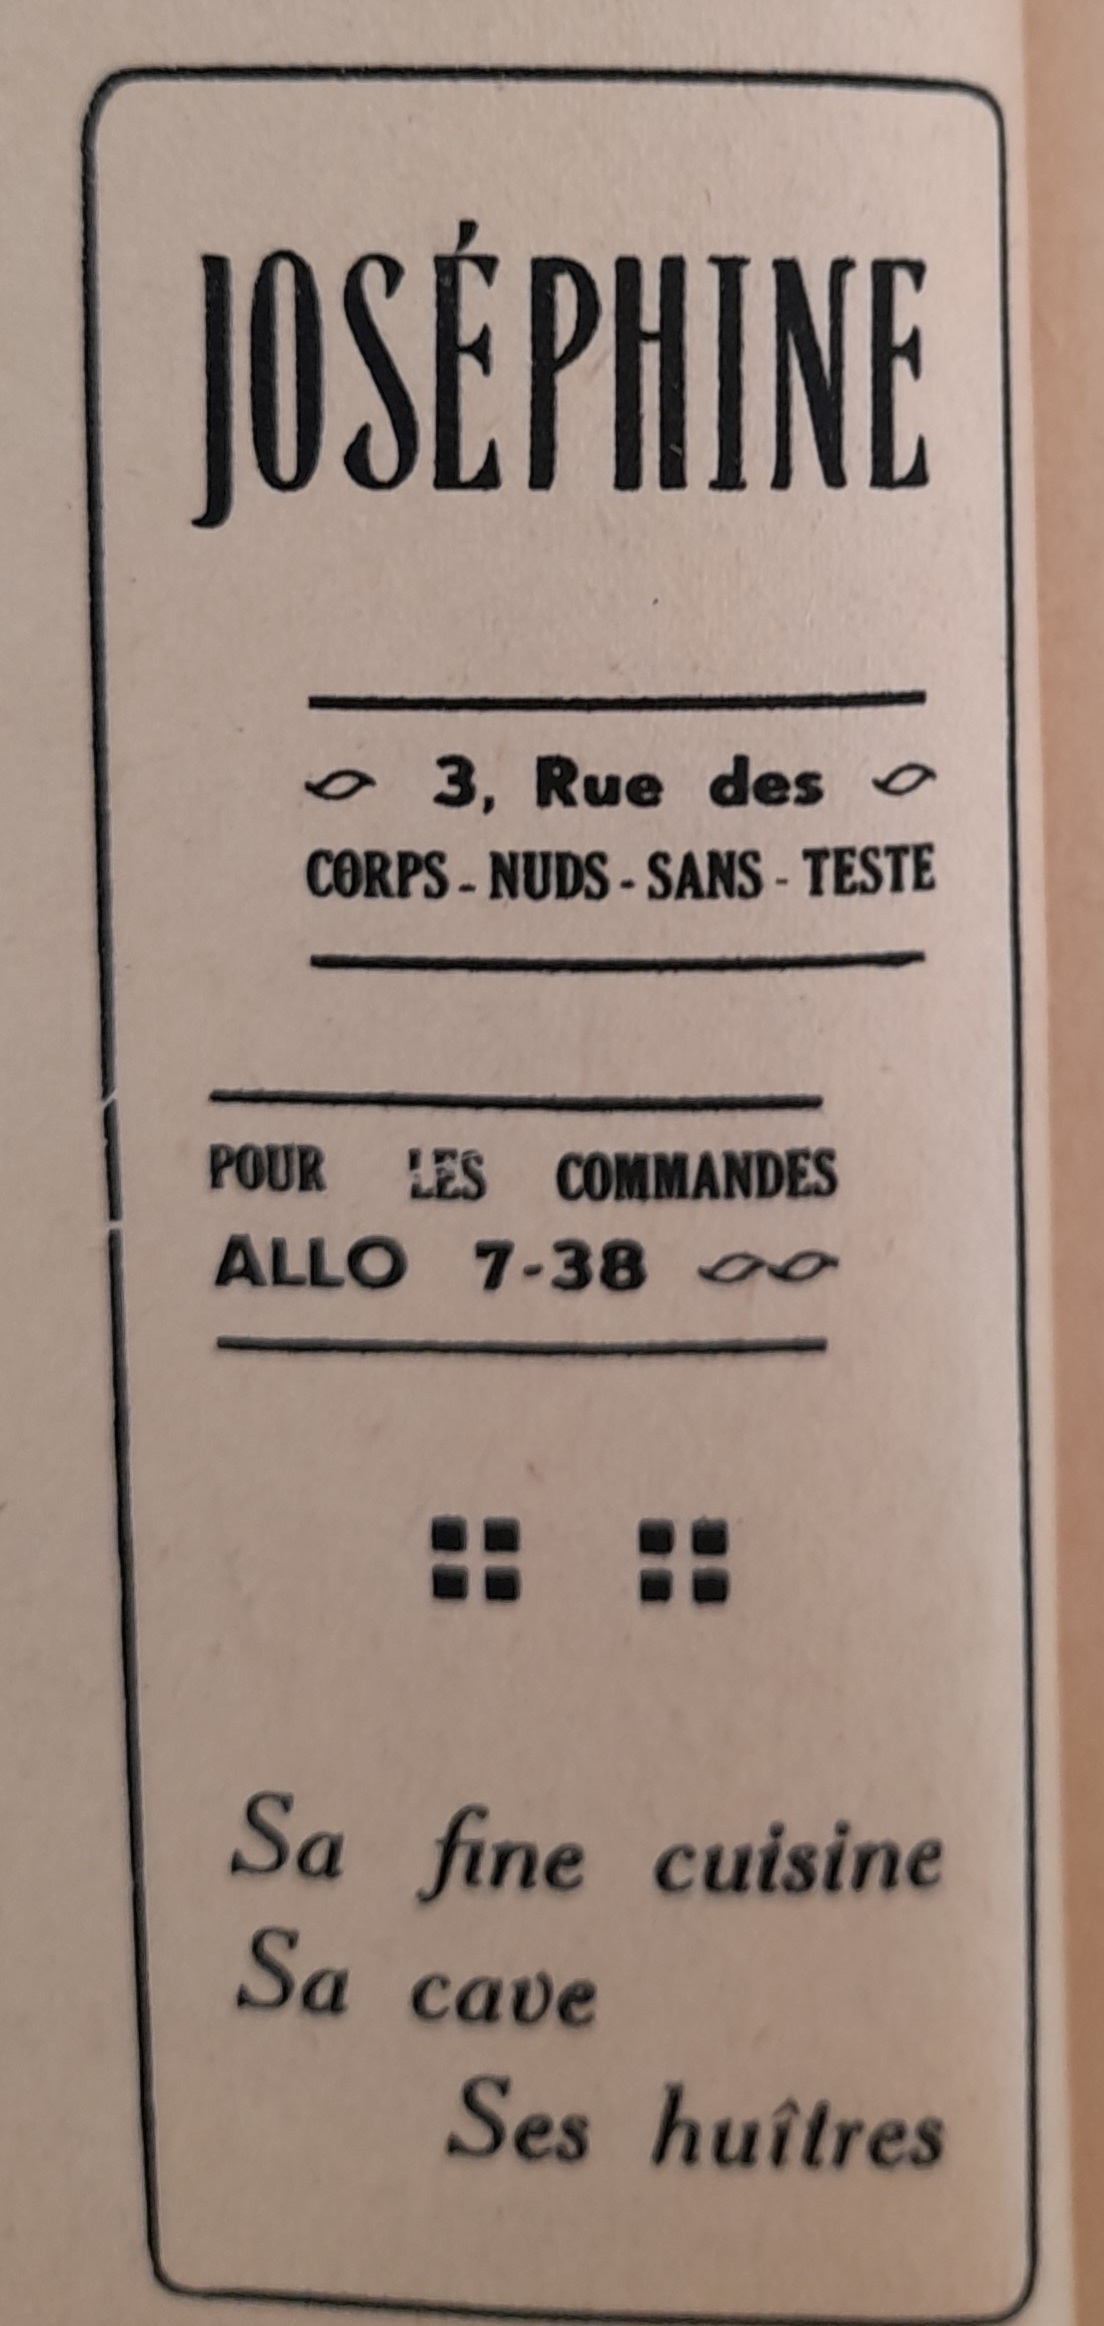 JOSÉPHINE
3, Rue des
CORPS - NUDS - SANS - TESTE
POUR LES COMMANDES
ALLO 7-38
Sa fine cuisine
Sa cave
Ses huîtres